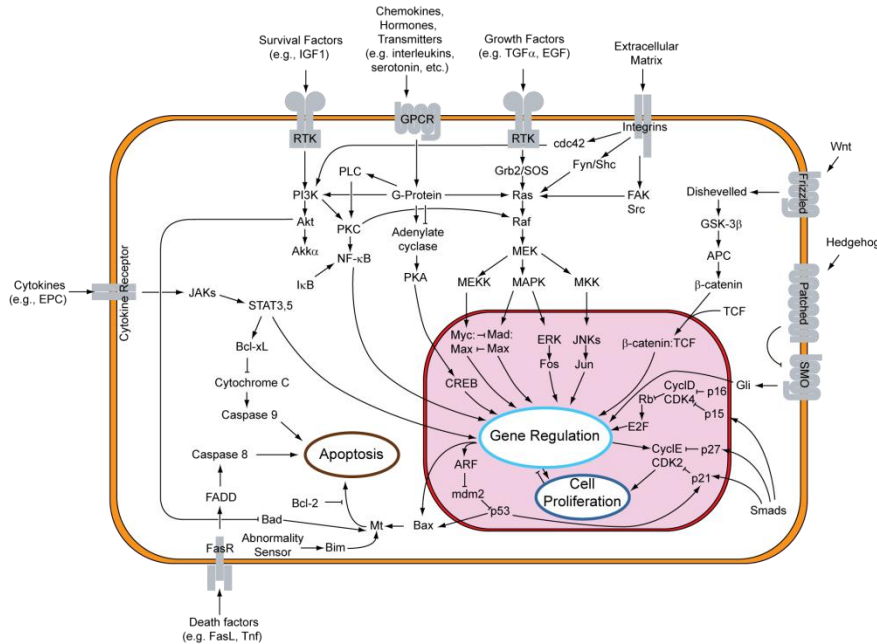 Chemokines,
Hormones,
Transmitters
(e.g. interleukins,
serotonin, etc.)
Survival Factors
(e.g., IGF1)
Growth Factors
(e.g. TGFα, EGF)
Extracellular
Matrix
RTK
GPCR
RTK
Integrins
cdc42
Wnt
PLC
Grb2/SOS
Fyn/Shc
Frizzled
Dishevelled
PI3K
G-Protein
Ras
FAK
Src
GSK-3β
Akt
PKC
Raf
Adenylate
cyclase
Akkα
NF-κB
MEK
APC
Hedgehog
IκB
PKA
MEKK
MAPK
MKK
β-catenin
Patched
Cytokines
(e.g., EPC)
Cytokine Receptor
JAKs
STAT3,5
TCF
Myc:
Mad:
Max
Max
ERK
Fos
JNKs
Jun
β-catenin:TCF
Bcl-xL
Cytochrome C
CREB
Gli
SMO
CyclD
CDK4
p16
p15
Rb
E2F
Caspase 9
Gene Regulation
CyclE
CDK2
p27
p21
Caspase 8
Apoptosis
ARF
FADD
mdm2
Cell
Proliferation
Bcl-2
Bad
Mt
Bax
p53
Smads
FasR
Abnormality
Sensor
Bim
Death factors
(e.g. FasL, Tnf)